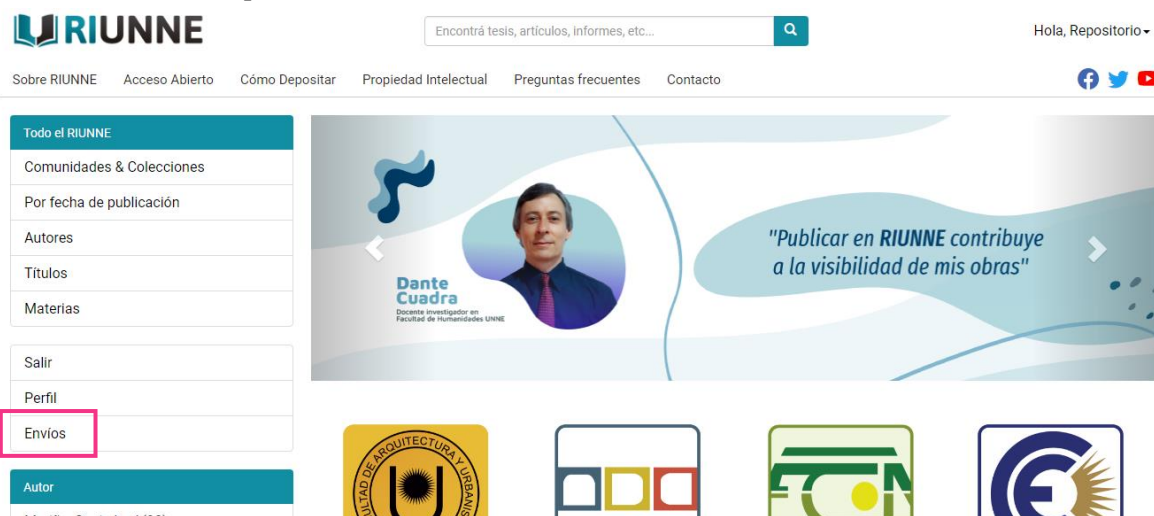 RIUNNE
Encontrá tesis, artículos, informes, etc...
Hola, Repositorio
Sobre RIUNNE Acceso Abierto Cómo Depositar Propiedad Intelectual Preguntas frecuentes Contacto
Todo el RIUNNE
Comunidades & Colecciones
Por fecha de publicación
Autores
Títulos
Materias
Salir
Perfil
Envíos
Autor
Dante
Cuadra
Docente investigador en
Facultad de Humanidades UNNE
"Publicar en RIUNNE contribuye
a la visibilidad de mis obras"